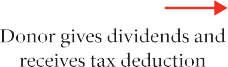 Donor gives dividends and
receives tax deduction